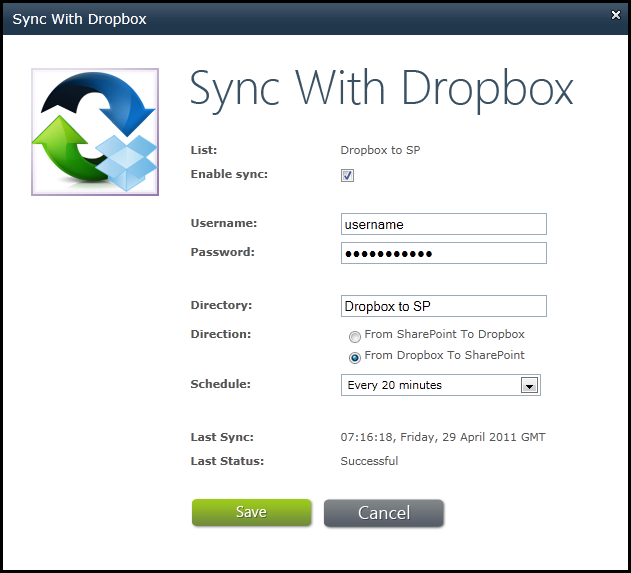 Sync With Dropbox
Sync With Dropbox
List: Dropbox to SP
Enable sync:
Username: username
Password: ●●●●●●●●●●●
Directory: Dropbox to SP
Direction: From SharePoint To Dropbox
From Dropbox To SharePoint
Schedule: Every 20 minutes
Last Sync: 07:16:18, Friday, 29 April 2011 GMT
Last Status: Successful
Save Cancel